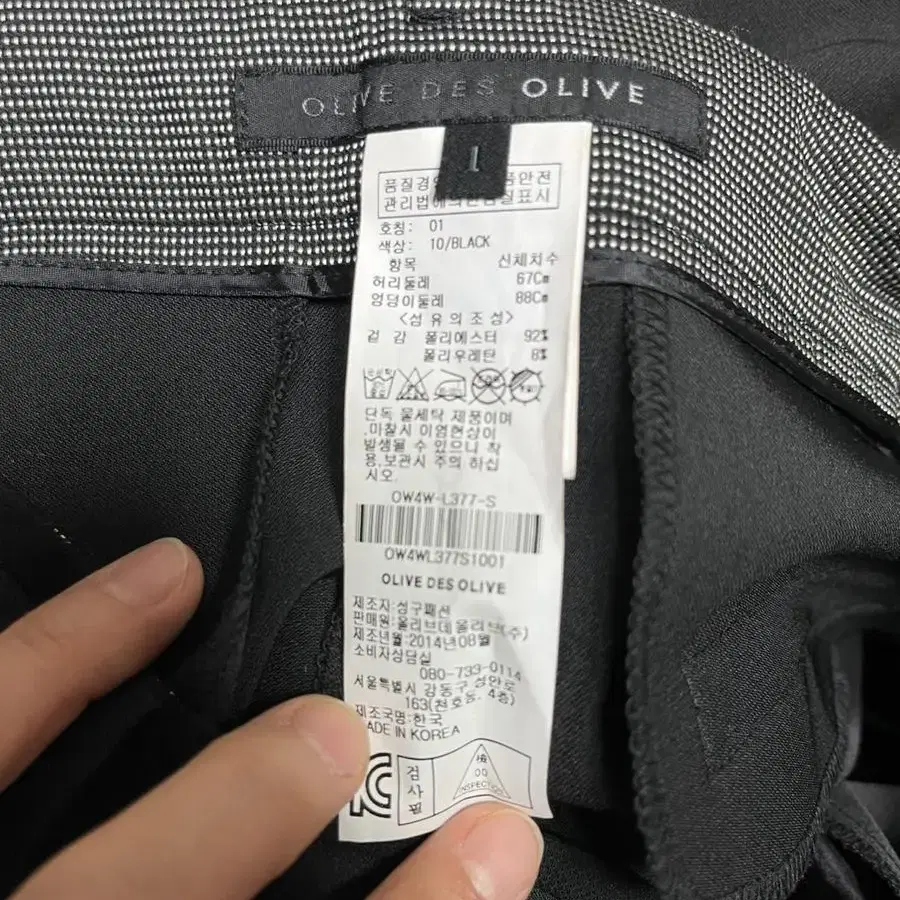 OLIVE DES OLIVE
1
품질경 품안전
관리법에의한품질표시
호칭: 01
색상: 10/BLACK
항목 신체치수
허리둘레 67Cm
엉덩이둘레 88Cm
<섬유의조성>
겉감 폴리에스터 92%
폴리우레탄 8%
단독 물세탁 제품이며
,마찰시 이염현상이
발생될 수 있으니 착
용,보관시 주의 하십
시오.
OW4W-L377-S
OW4WL377S1001
OLIVE DES OLIVE
제조자:성구패션
판매원:올리브데올리브(주)
제조년월:2014년08월
소비자상담실
080-733-0114
서울특별시 강동구 성안로
163(천호동, 4층)
제조국명:한국
MADE IN KOREA
검사필
檢
00
INSPECTION